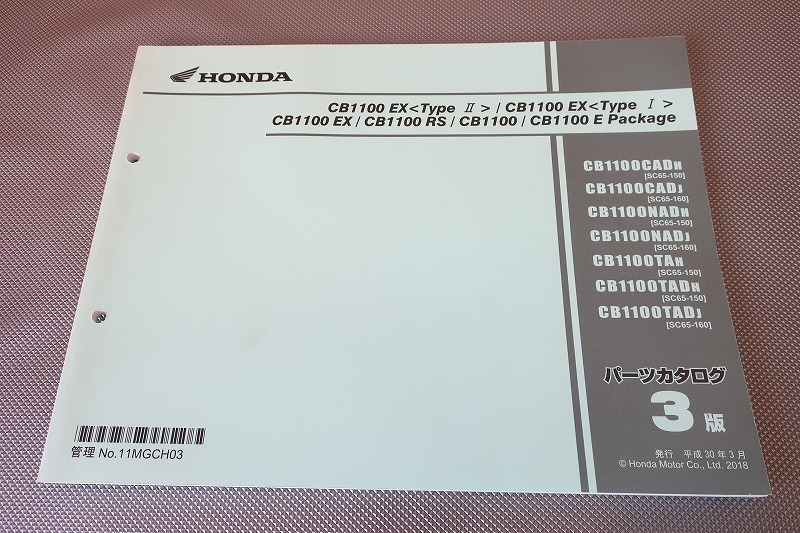 HONDA
CB1100 EX<Type Ⅱ> / CB1100 EX<Type Ⅰ>
CB1100 EX / CB1100 RS / CB1100 / CB1100 E Package
CB1100CADH
[SC65-150]
CB1100CADJ
[SC65-160]
CB1100NADH
[SC65-150]
CB1100NADJ
[SC65-160]
CB1100TAH
[SC65-150]
CB1100TADH
[SC65-150]
CB1100TADJ
[SC65-160]
パーツカタログ
3版
発行 平成30年3月
© Honda Motor Co., Ltd. 2018
管理 No.11MGCH03